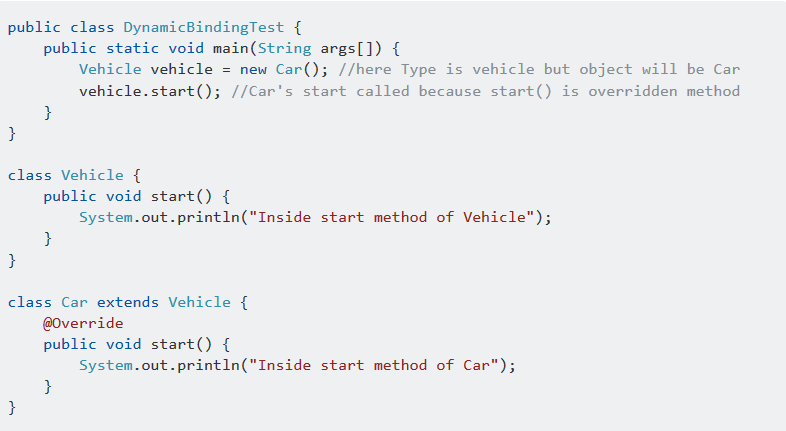 public class DynamicBindingTest {
    public static void main(String args[]) {
        Vehicle vehicle = new Car(); //here Type is vehicle but object will be Car
        vehicle.start(); //Car's start called because start() is overridden method
    }
}

class Vehicle {
    public void start() {
        System.out.println("Inside start method of Vehicle");
    }
}

class Car extends Vehicle {
    @Override
    public void start() {
        System.out.println("Inside start method of Car");
    }
}